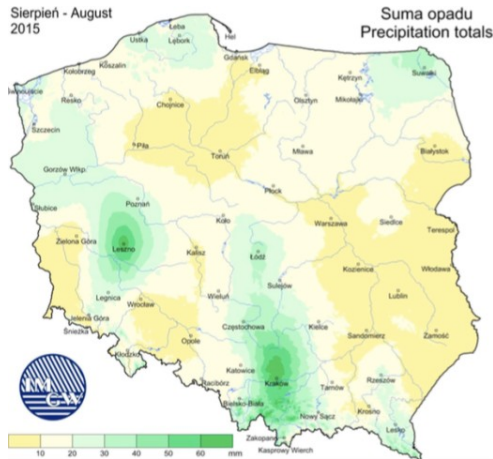 Sierpień - August
2015
Suma opadu
Precipitation totals
Łeba
Ustka
Lębork
Hel
Gdańsk
Kołobrzeg
Koszalin
Elbląg
Kętrzyn
Suwałki
Resko
Chojnice
Olsztyn
Mikołajki
Szczecin
Piła
Toruń
Mława
Białystok
Gorzów Wlkp.
Płock
Słubice
Poznań
Koło
Warszawa
Siedlce
Terespol
Zielona Góra
Leszno
Kalisz
Łódź
Kozienice
Włodawa
Sulejów
Legnica
Wrocław
Wieluń
Lublin
Jelenia Góra
Śnieżka
Opole
Częstochowa
Kielce
Sandomierz
Zamość
Kłodzko
Katowice
Racibórz
Kraków
Tarnów
Rzeszów
Bielsko-Biała
Nowy Sącz
Krosno
Lesko
Zakopane
Kasprowy Wierch
IM
GW
10 20 30 40 50 60 mm